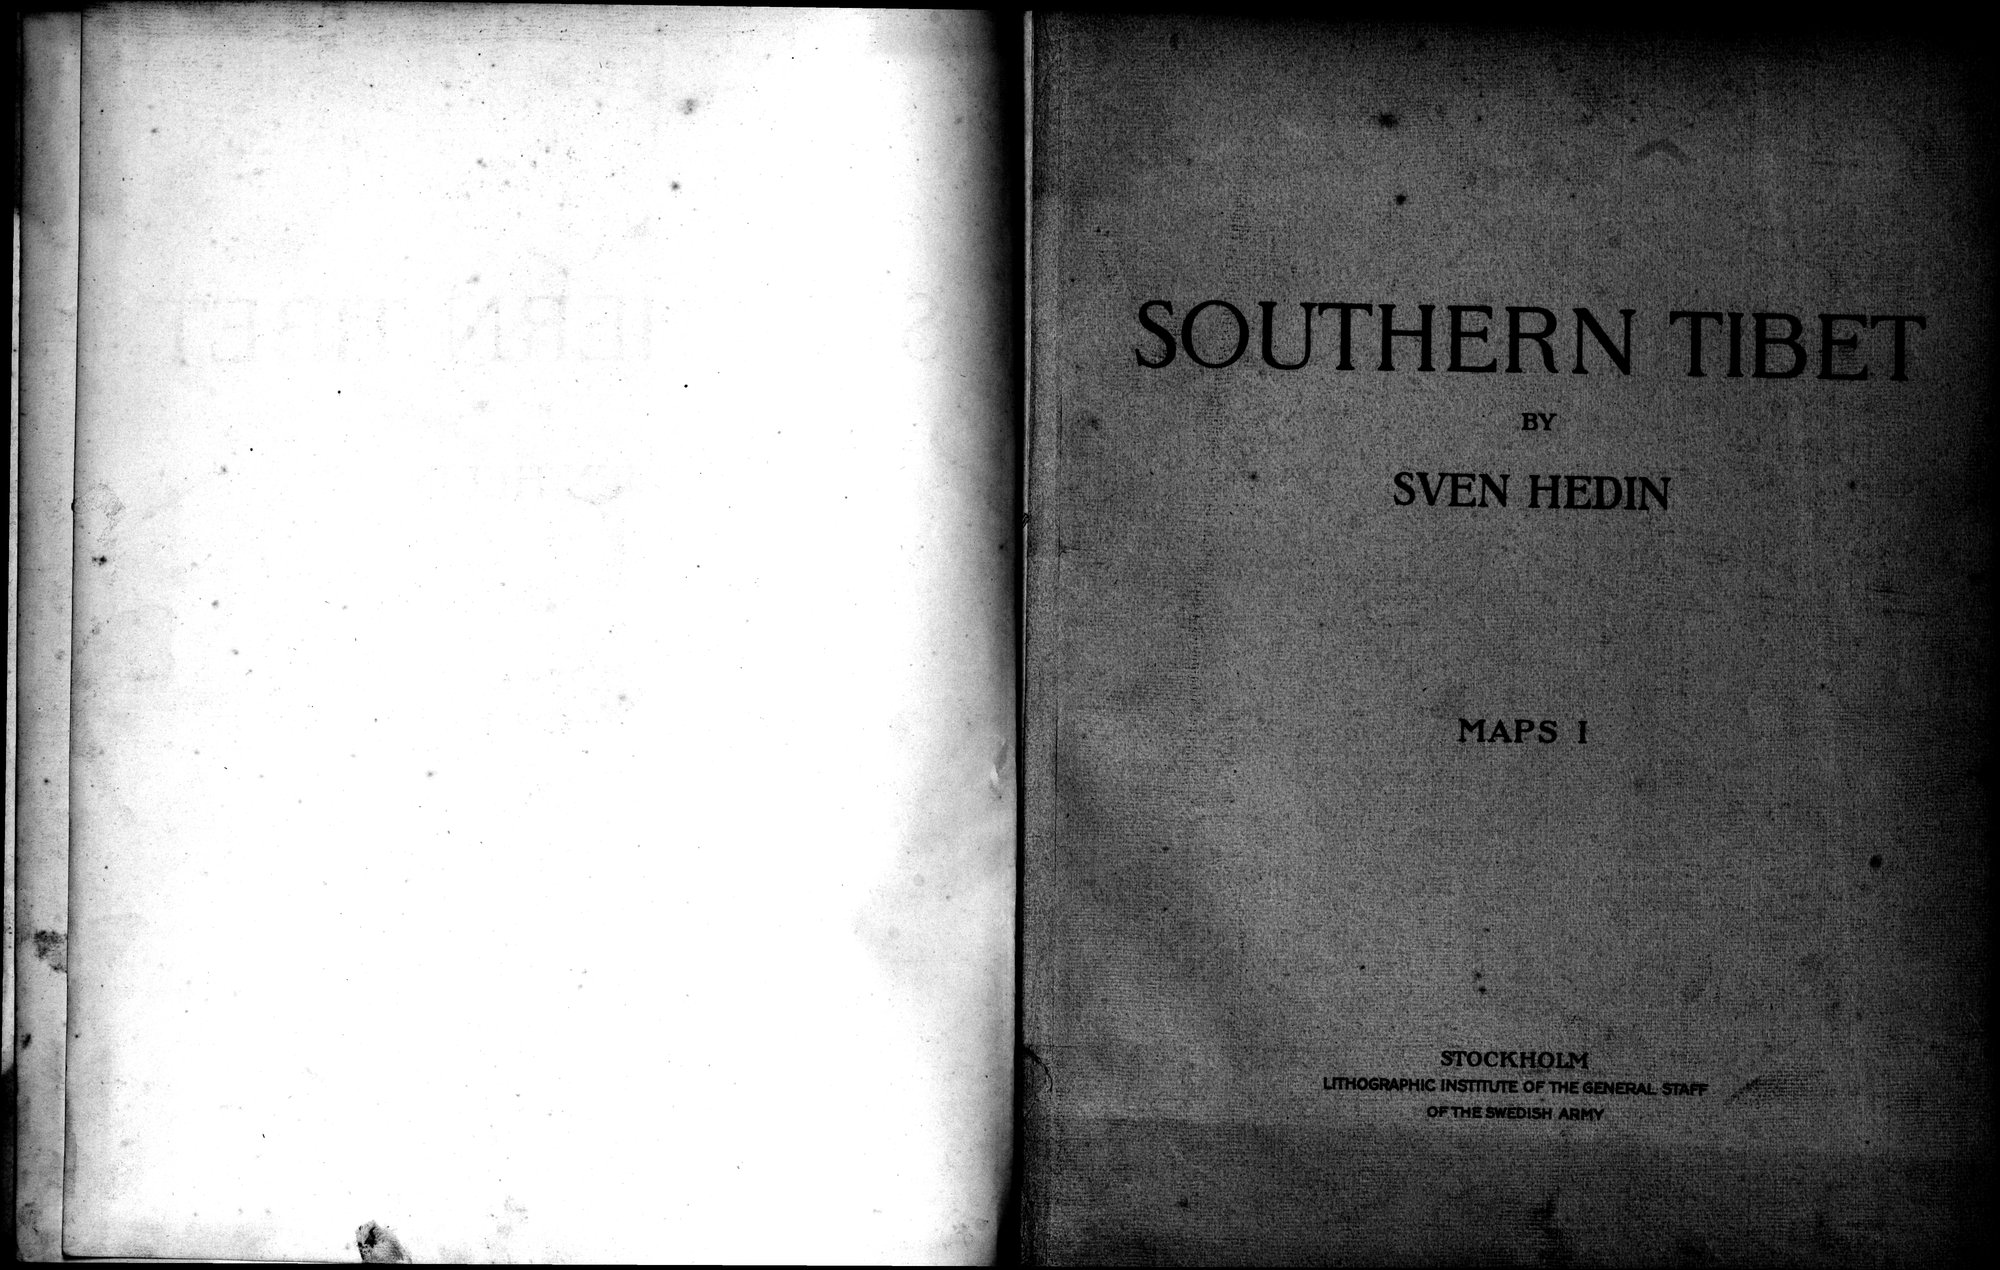 SOUTHERN TIBET
BY
SVEN HEDIN
MAPS I
STOCKHOLM
LITHOGRAPHIC INSTITUTE OF THE GENERAL STAFF
OF THE SWEDISH ARMY